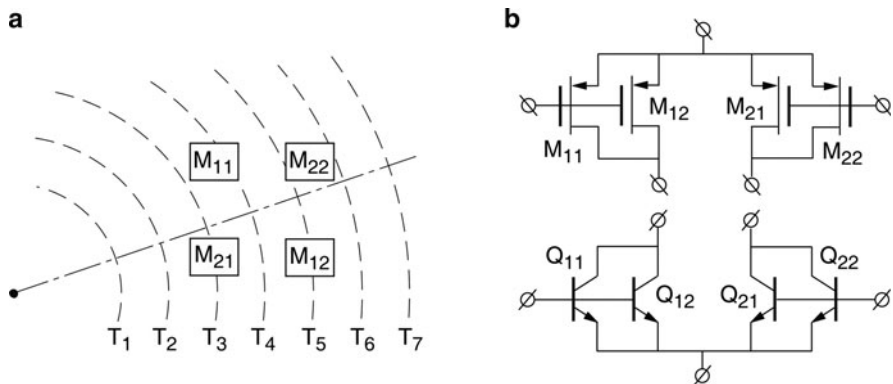 a
M11 M22
M21 M12
T1 T2 T3 T4 T5 T6 T7
b
M12 M21
M11 M22
Q11 Q22
Q12 Q21